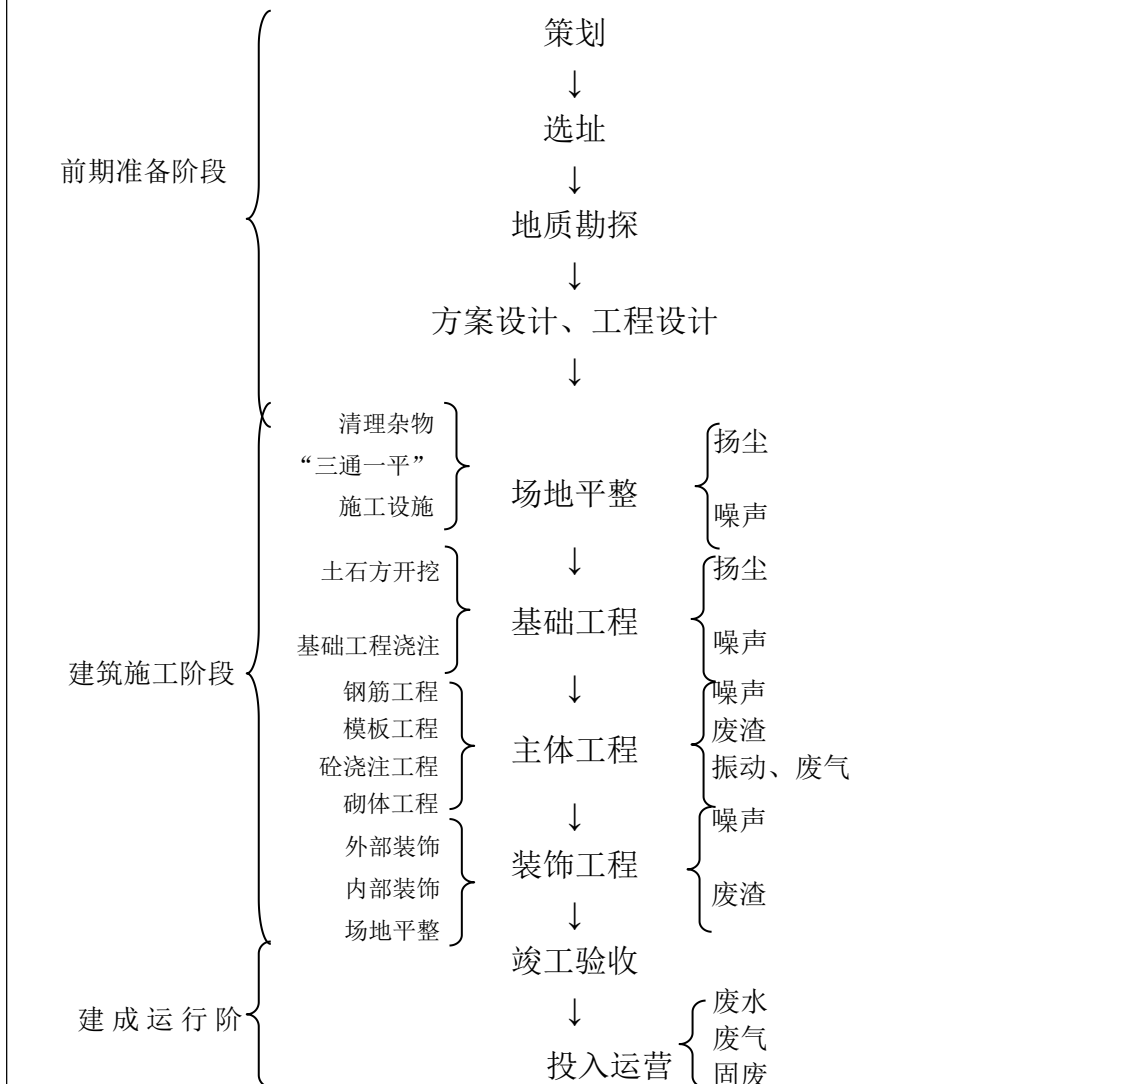 策划
↓
选址
↓
前期准备阶段
地质勘探
↓
方案设计、工程设计
↓
清理杂物
“三通一平”
施工设施
场地平整
扬尘
噪声
↓
土石方开挖
基础工程浇注
基础工程
扬尘
噪声
↓
建筑施工阶段
钢筋工程
模板工程
砼浇注工程
砌体工程
主体工程
噪声
废渣
振动、废气
↓
外部装饰
内部装饰
场地平整
装饰工程
噪声
废渣
↓
竣工验收
↓
建成运行阶
投入运营
废水
废气
固废